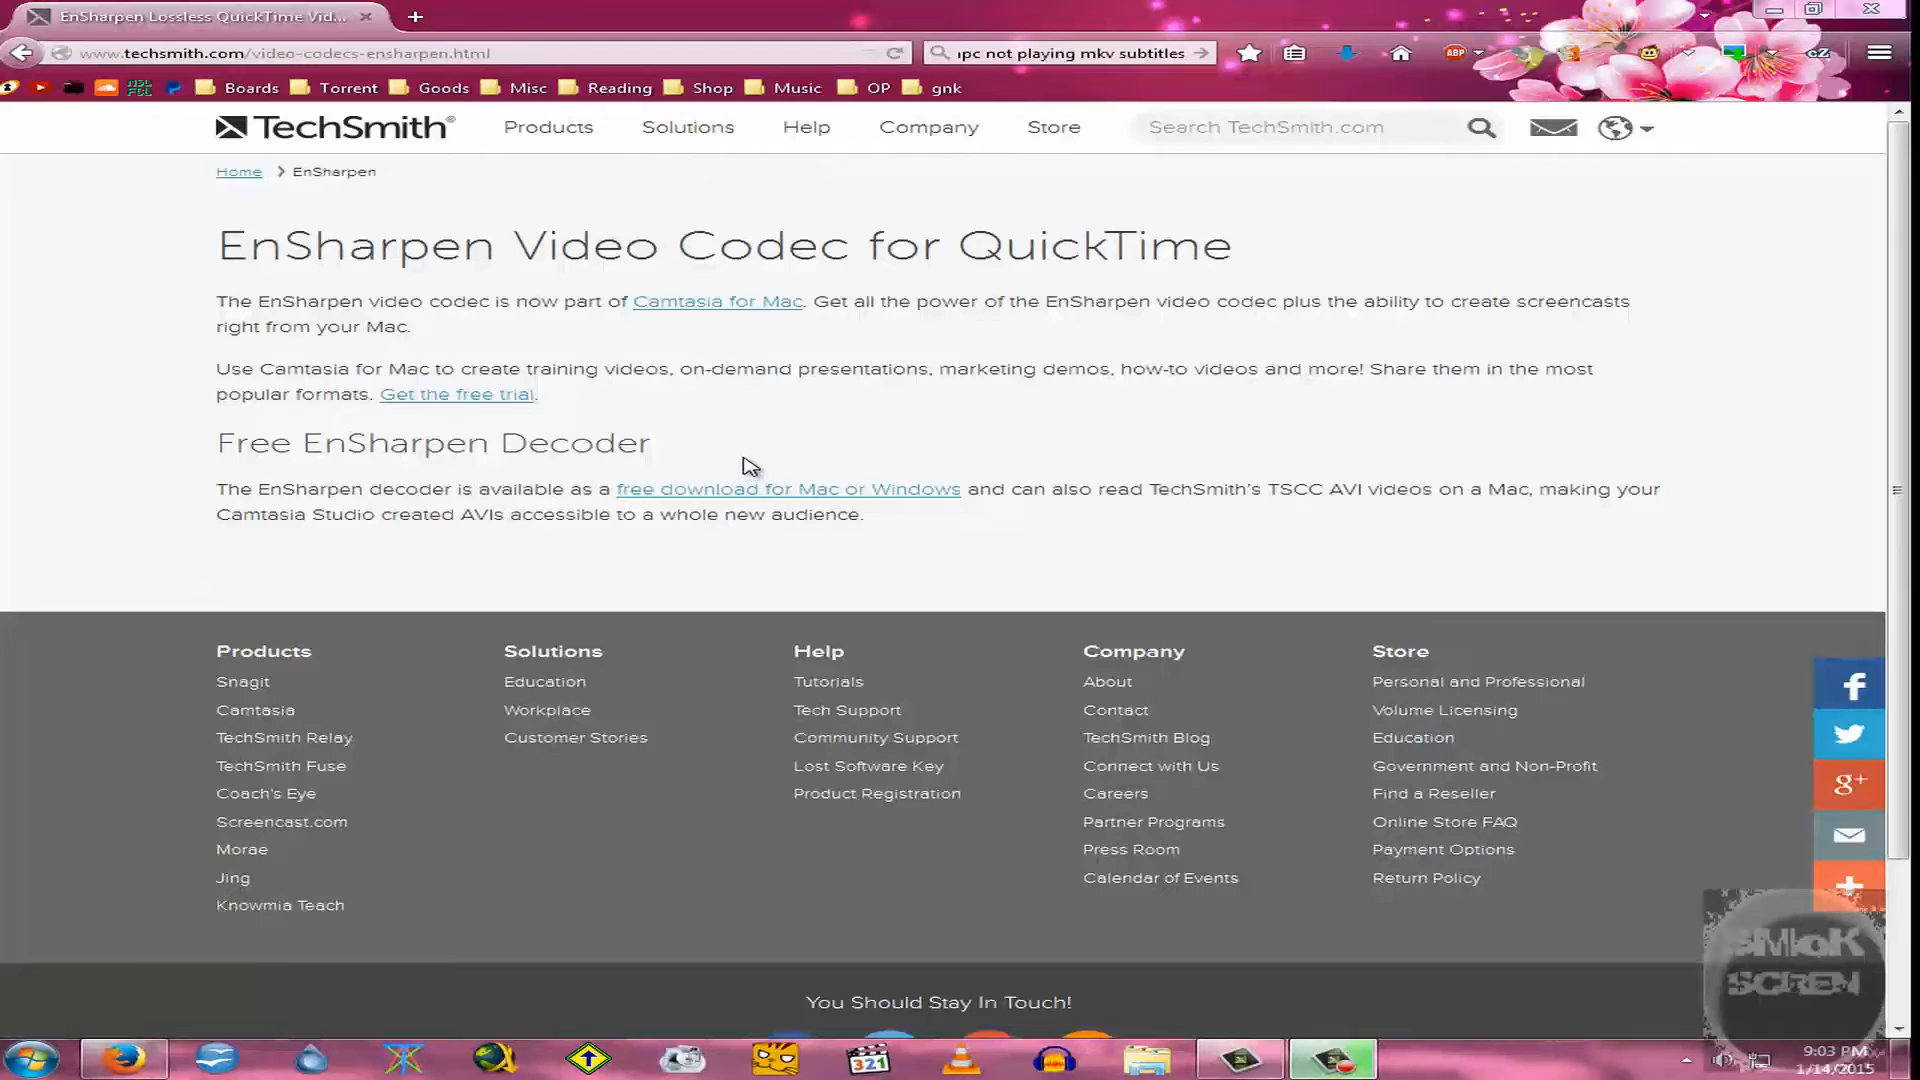 EnSharpen Lossless QuickTime Vid...
www.techsmith.com/video-codecs-ensharpen.html
ıpc not playing mkv subtitles
ABP
cZ
Boards Torrent Goods Misc Reading Shop Music OP gnk
TechSmith® Products Solutions Help Company Store Search TechSmith.com
Home > EnSharpen
EnSharpen Video Codec for QuickTime
The EnSharpen video codec is now part of Camtasia for Mac. Get all the power of the EnSharpen video codec plus the ability to create screencasts
right from your Mac.
Use Camtasia for Mac to create training videos, on-demand presentations, marketing demos, how-to videos and more! Share them in the most
popular formats. Get the free trial.
Free EnSharpen Decoder
The EnSharpen decoder is available as a free download for Mac or Windows and can also read TechSmith's TSCC AVI videos on a Mac, making your
Camtasia Studio created AVIs accessible to a whole new audience.
Products Solutions Help Company Store
Snagit Education Tutorials About Personal and Professional
Camtasia Workplace Tech Support Contact Volume Licensing
TechSmith Relay Customer Stories Community Support TechSmith Blog Education
TechSmith Fuse Lost Software Key Connect with Us Government and Non-Profit
Coach's Eye Product Registration Careers Find a Reseller
Screencast.com Partner Programs Online Store FAQ
Morae Press Room Payment Options
Jing Calendar of Events Return Policy
Knowmia Teach
f
g+
SMoK
SCREN
You Should Stay In Touch!
321
9:03 PM
1/14/2015